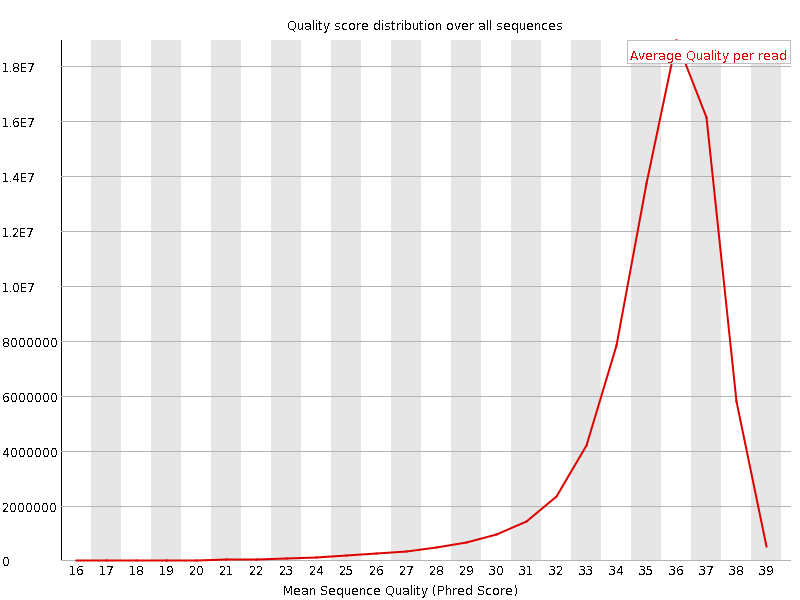 Quality score distribution over all sequences
Average Quality per read
1.8E7
1.6E7
1.4E7
1.2E7
1.0E7
8000000
6000000
4000000
2000000
0
16 17 18 19 20 21 22 23 24 25 26 27 28 29 30 31 32 33 34 35 36 37 38 39
Mean Sequence Quality (Phred Score)